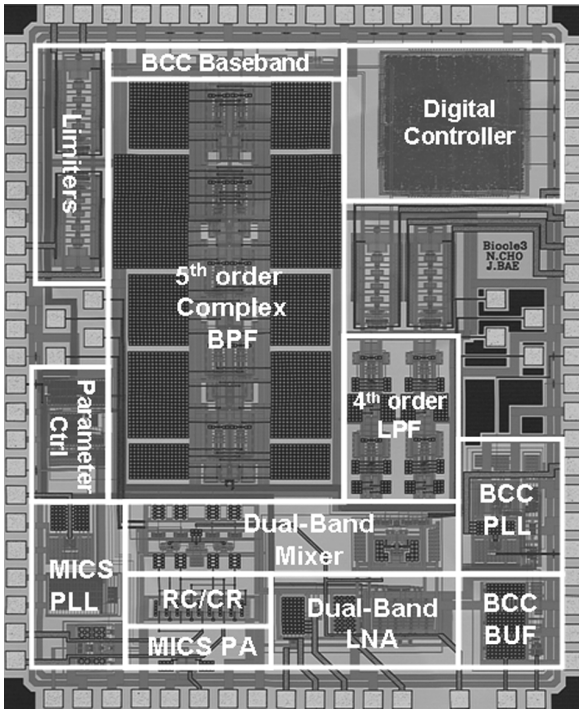 BCC Baseband
Limiters
Digital
Controller
5th order
Complex
BPF
Biocle3
N.CHO
J.BAE
Parameter
Ctrl
4th order
LPF
BCC
PLL
Dual-Band
Mixer
MICS
PLL
RC/CR
Dual-Band
LNA
BCC
BUF
MICS PA